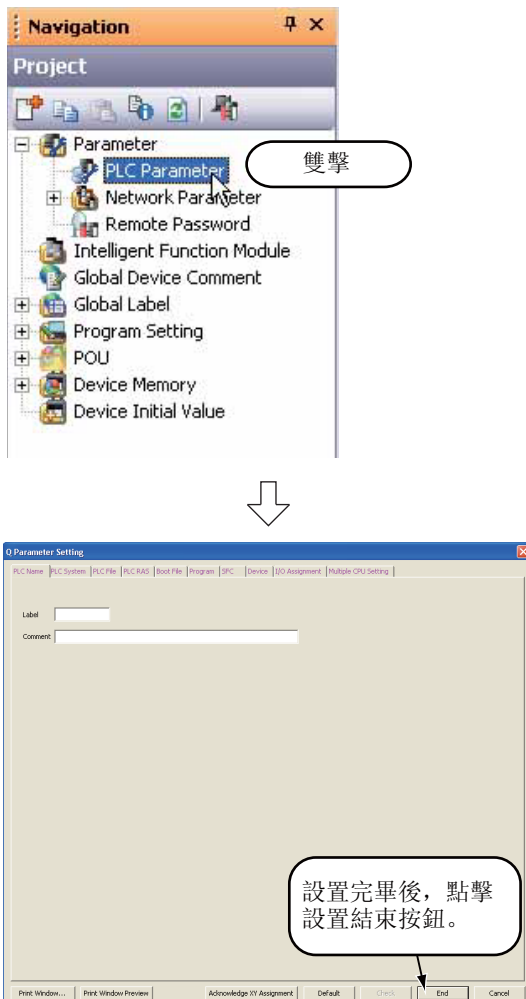 Navigation
Project
Parameter
PLC Parameter
Network Parameter
Remote Password
Intelligent Function Module
Global Device Comment
Global Label
Program Setting
POU
Device Memory
Device Initial Value
雙擊
Q Parameter Setting
PLC Name PLC System PLC File PLC RAS Boot File Program SFC Device I/O Assignment Multiple CPU Setting
Label
Comment
設置完畢後，點擊
設置結束按鈕。
Print Window... Print Window Preview Acknowledge XY Assignment Default Check End Cancel